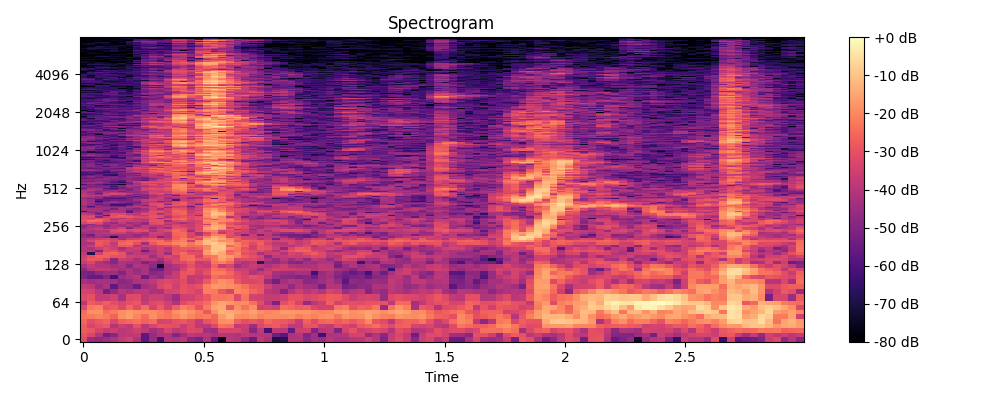 Spectrogram
Hz
4096
2048
1024
512
256
128
64
0
0
0.5
1
1.5
2
2.5
Time
+0 dB
-10 dB
-20 dB
-30 dB
-40 dB
-50 dB
-60 dB
-70 dB
-80 dB